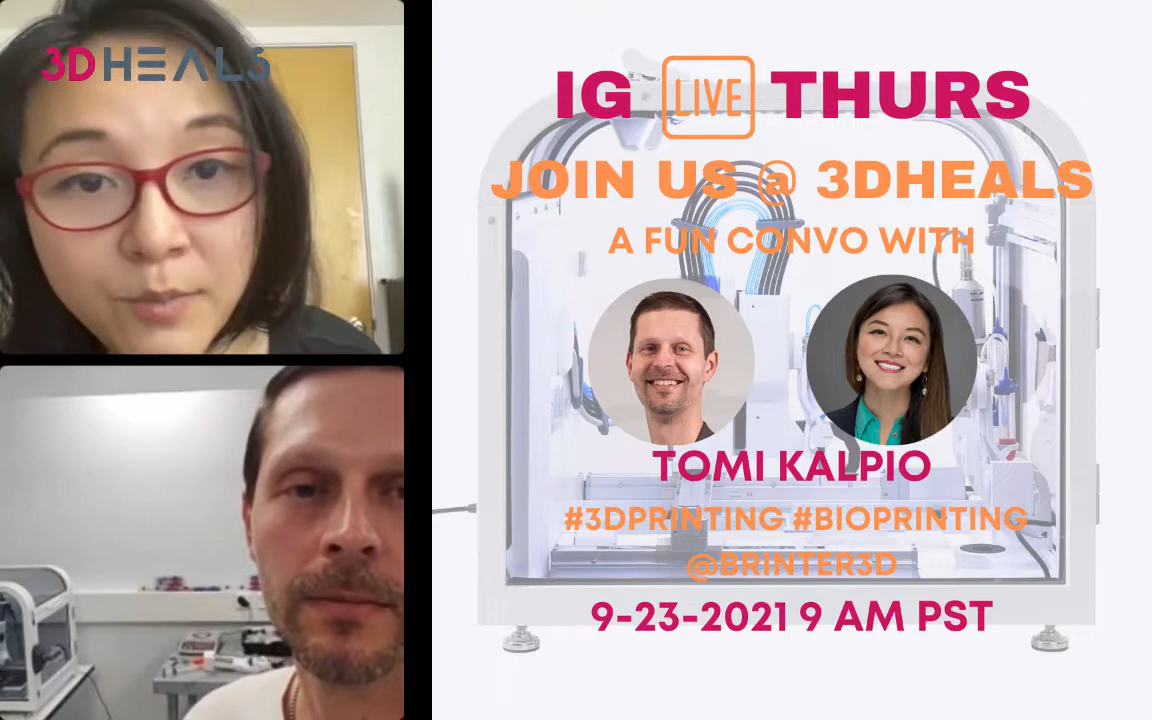 3DHEALS
IG LIVE THURS
JOIN US @ 3DHEALS
A FUN CONVO WITH
TOMI KALPIO
#3DPRINTING #BIOPRINTING
@BRINTER3D
9-23-2021 9 AM PST